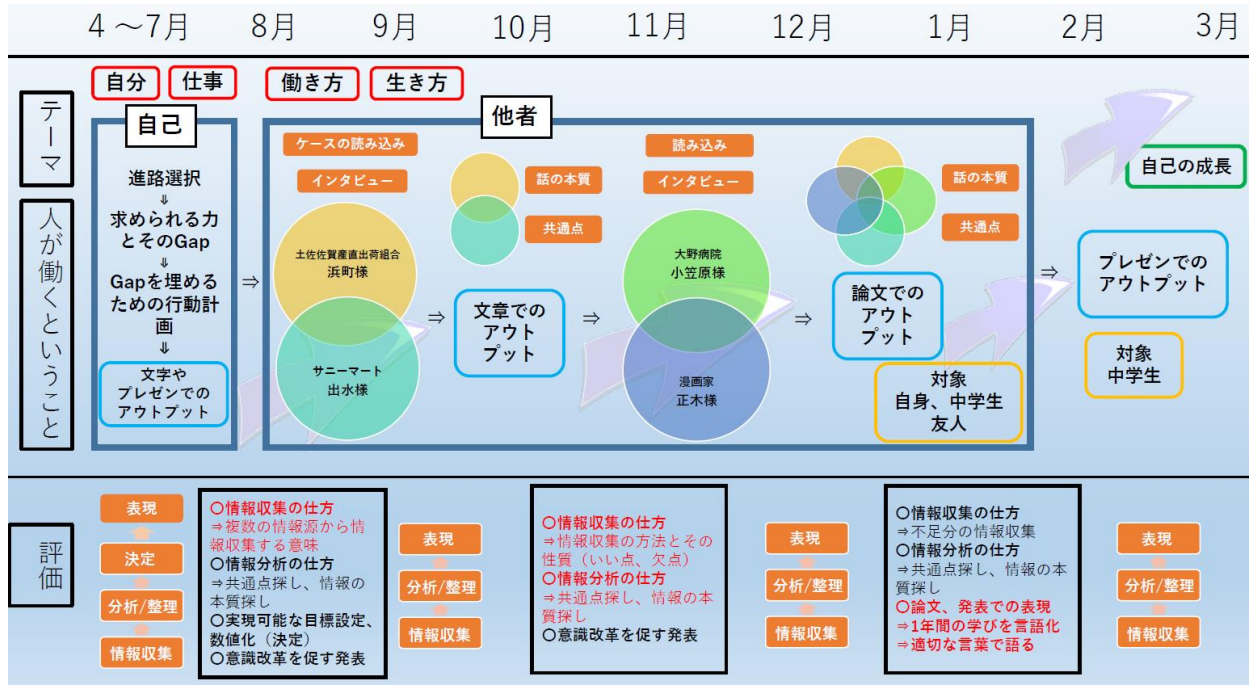 4～7月
8月
9月
10月
11月
12月
1月
2月
3月
テーマ
人が働くということ
自分
仕事
働き方
生き方
自己
進路選択
⇓
求められる力
とそのGap
⇓
Gapを埋める
ための行動計
画
⇓
文字や
プレゼンでの
アウトプット
⇒
他者
ケースの読み込み
インタビュー
土佐佐賀産直出荷組合
浜町様
サニーマート
出水様
⇒
話の本質
共通点
文章での
アウト
プット
⇒
読み込み
インタビュー
大野病院
小笠原様
漫画家
正木様
⇒
話の本質
共通点
論文での
アウト
プット
対象
自身、中学生
友人
⇒
自己の成長
プレゼンでの
アウトプット
対象
中学生
評価
表現
決定
分析/整理
情報収集
〇情報収集の仕方
⇒複数の情報源から情
報収集する意味
〇情報分析の仕方
⇒共通点探し、情報の
本質探し
〇実現可能な目標設定、
数値化（決定）
〇意識改革を促す発表
表現
分析/整理
情報収集
〇情報収集の仕方
⇒情報収集の方法とその
性質（いい点、欠点）
〇情報分析の仕方
⇒共通点探し、情報の本
質探し
〇意識改革を促す発表
表現
分析/整理
情報収集
〇情報収集の仕方
⇒不足分の情報収集
〇情報分析の仕方
⇒共通点探し、情報の本
質探し
〇論文、発表での表現
⇒1年間の学びを言語化
⇒適切な言葉で語る
表現
分析/整理
情報収集